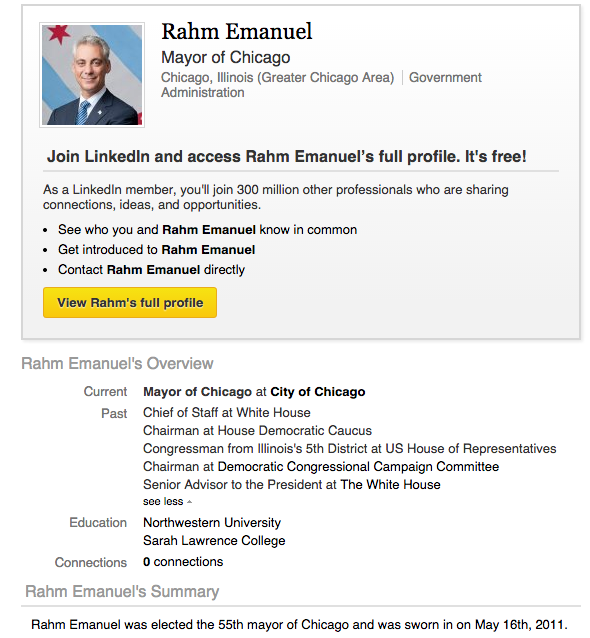 Rahm Emanuel
Mayor of Chicago
Chicago, Illinois (Greater Chicago Area) | Government
Administration
Join LinkedIn and access Rahm Emanuel's full profile. It's free!
As a LinkedIn member, you'll join 300 million other professionals who are sharing
connections, ideas, and opportunities.
• See who you and Rahm Emanuel know in common
• Get introduced to Rahm Emanuel
• Contact Rahm Emanuel directly
View Rahm's full profile
Rahm Emanuel's Overview
Current Mayor of Chicago at City of Chicago
Past Chief of Staff at White House
Chairman at House Democratic Caucus
Congressman from Illinois's 5th District at US House of Representatives
Chairman at Democratic Congressional Campaign Committee
Senior Advisor to the President at The White House
see less
Education Northwestern University
Sarah Lawrence College
Connections 0 connections
Rahm Emanuel's Summary
Rahm Emanuel was elected the 55th mayor of Chicago and was sworn in on May 16th, 2011.